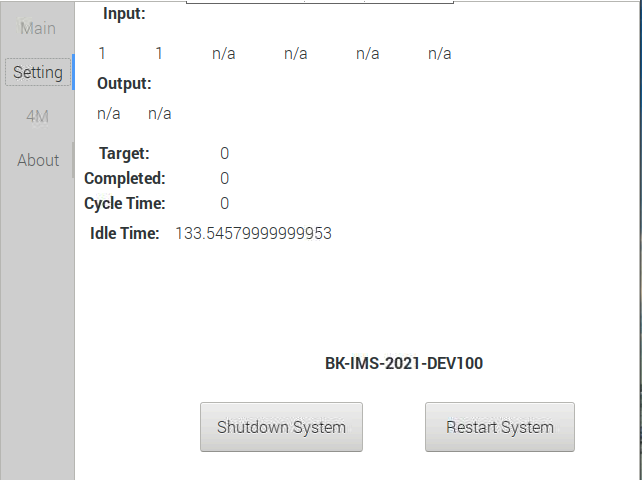 Main
Setting
4M
About
Input:
1 1 n/a n/a n/a n/a
Output:
n/a n/a
Target: 0
Completed: 0
Cycle Time: 0
Idle Time: 133.54579999999953
BK-IMS-2021-DEV100
Shutdown System Restart System